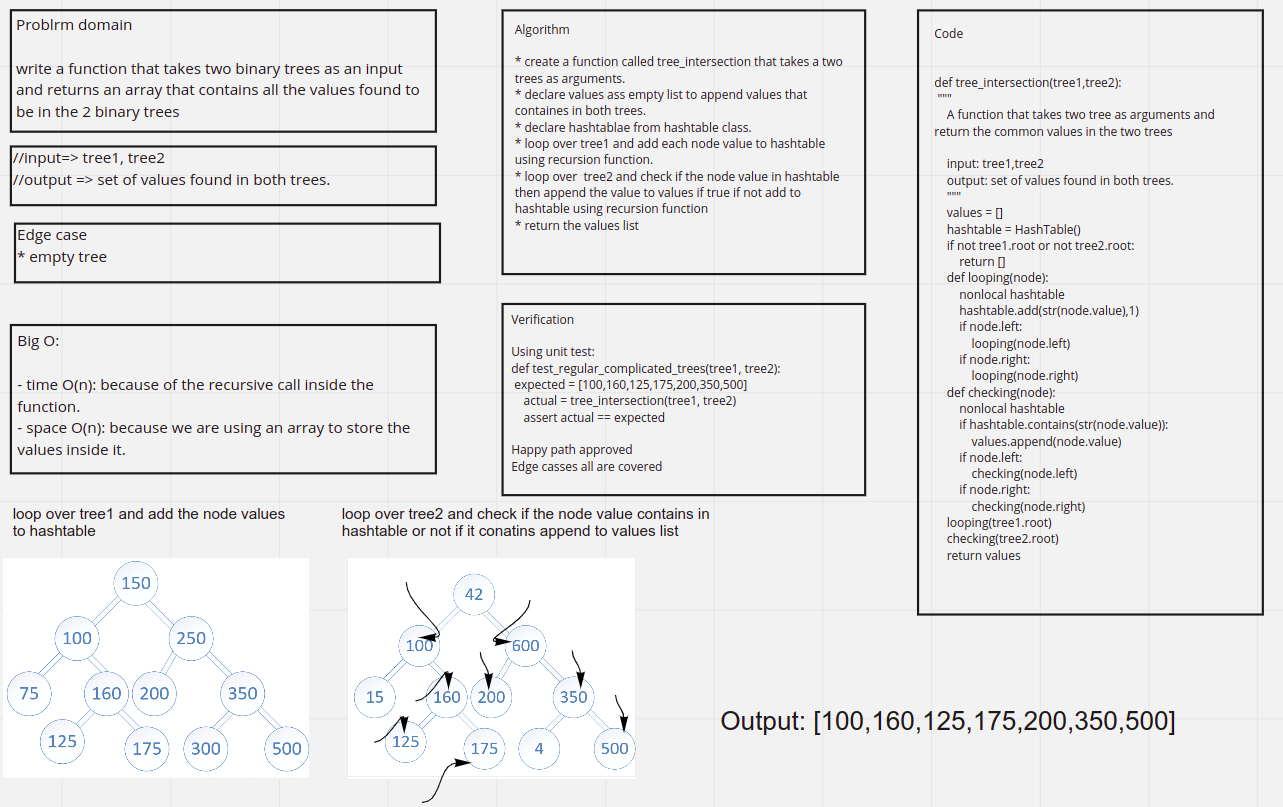 Problrm domain
write a function that takes two binary trees as an input
and returns an array that contains all the values found to
be in the 2 binary trees
//input=> tree1, tree2
//output => set of values found in both trees.
Edge case
* empty tree
Big O:
- time O(n): because of the recursive call inside the
function.
- space O(n): because we are using an array to store the
values inside it.
Algorithm
* create a function called tree_intersection that takes a two
trees as arguments.
* declare values ass empty list to append values that
containes in both trees.
* declare hashtablae from hashtable class.
* loop over tree1 and add each node value to hashtable
using recursion function.
* loop over  tree2 and check if the node value in hashtable
then append the value to values if true if not add to
hashtable using recursion function
* return the values list
Verification
Using unit test:
def test_regular_complicated_trees(tree1, tree2):
expected = [100,160,125,175,200,350,500]
actual = tree_intersection(tree1, tree2)
assert actual == expected
Happy path approved
Edge casses all are covered
Code
def tree_intersection(tree1,tree2):
"""
A function that takes two tree as arguments and
return the common values in the two trees
input: tree1,tree2
output: set of values found in both trees.
"""
values = []
hashtable = HashTable()
if not tree1.root or not tree2.root:
return []
def looping(node):
nonlocal hashtable
hashtable.add(str(node.value),1)
if node.left:
looping(node.left)
if node.right:
looping(node.right)
def checking(node):
nonlocal hashtable
if hashtable.contains(str(node.value)):
values.append(node.value)
if node.left:
checking(node.left)
if node.right:
checking(node.right)
looping(tree1.root)
checking(tree2.root)
return values
loop over tree1 and add the node values
to hashtable
150
100 250
75 160 200 350
125 175 300 500
loop over tree2 and check if the node value contains in
hashtable or not if it conatins append to values list
42
100 600
15 160 200 350
125 175 4 500
Output: [100,160,125,175,200,350,500]